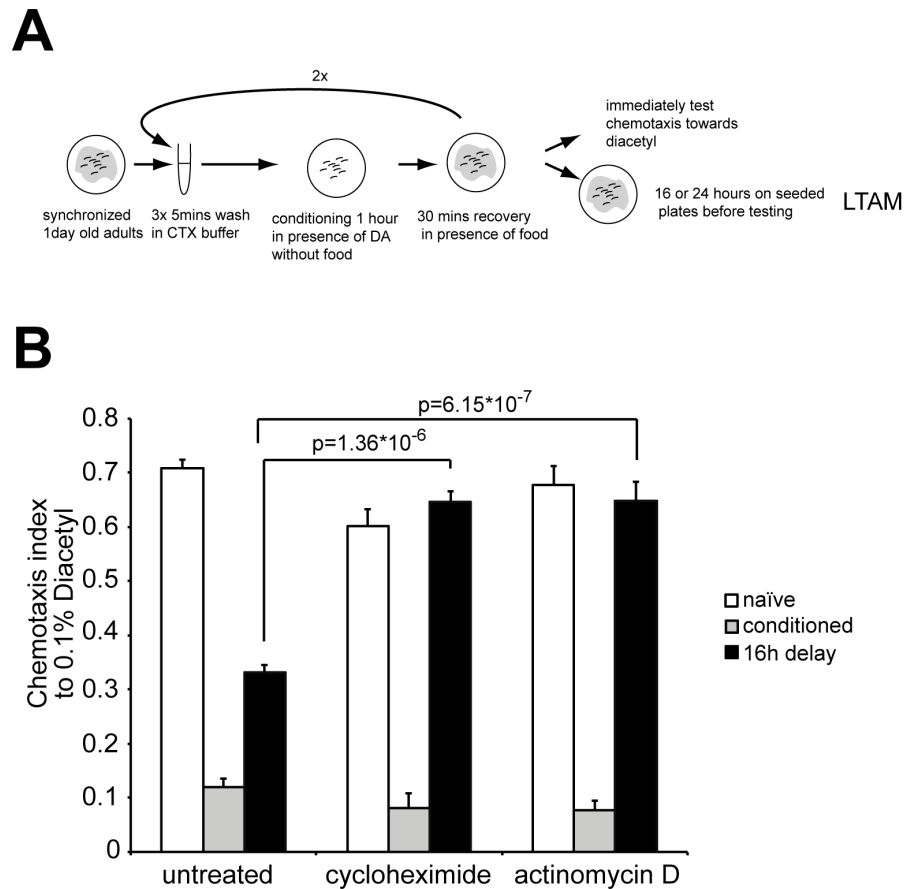 A
2x
immediately test
chemotaxis towards
diacetyl
synchronized
1day old adults
3x 5mins wash
in CTX buffer
conditioning 1 hour
in presence of DA
without food
30 mins recovery
in presence of food
16 or 24 hours on seeded
plates before testing
LTAM
B
p=6.15*10-7
p=1.36*10-6
Chemotaxis index
to 0.1% Diacetyl
0.8
0.7
0.6
0.5
0.4
0.3
0.2
0.1
0
naïve
conditioned
16h delay
untreated
cycloheximide
actinomycin D